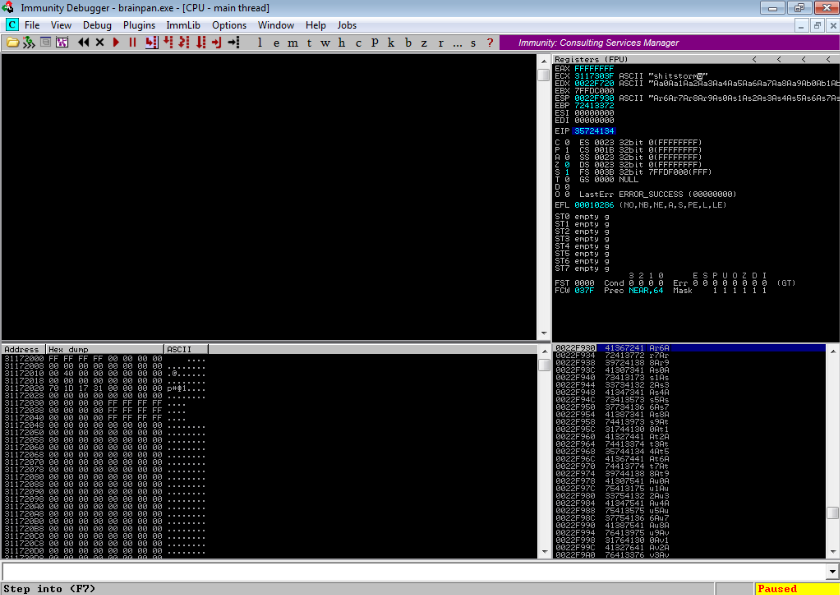 Immunity Debugger - brainpan.exe - [CPU - main thread]
C File View Debug Plugins ImmLib Options Window Help Jobs
l e m t w h c P k b z r ... s ? Immunity: Consulting Services Manager
Registers (FPU) < < < <
EAX FFFFFFFF
ECX 3117303F ASCII "shitstorm
EDX 0022F720 ASCII "Aa0Aa1Aa2Aa3Aa4Aa5Aa6Aa7Aa8Aa9Ab0Ab1Ab
EBX 7FFDC000
ESP 0022F930 ASCII "Ar6Ar7Ar8Ar9As0As1As2As3As4As5As6As7As
EBP 72413372
ESI 00000000
EDI 00000000
EIP 35724134
C 0 ES 0023 32bit 0(FFFFFFFF)
P 1 CS 001B 32bit 0(FFFFFFFF)
A 0 SS 0023 32bit 0(FFFFFFFF)
Z 0 DS 0023 32bit 0(FFFFFFFF)
S 1 FS 003B 32bit 7FFDF000(FFF)
T 0 GS 0000 NULL
D 0
O 0 LastErr ERROR_SUCCESS (00000000)
EFL 00010286 (NO,NB,NE,A,S,PE,L,LE)
ST0 empty g
ST1 empty g
ST2 empty g
ST3 empty g
ST4 empty g
ST5 empty g
ST6 empty g
ST7 empty g
3 2 1 0 E S P U O Z D I
FST 0000 Cond 0 0 0 0 Err 0 0 0 0 0 0 0 0 (GT)
FCW 037F Prec NEAR,64 Mask 1 1 1 1 1 1
Address Hex dump ASCII
31172000 FF FF FF FF 00 00 00 00 ....
31172008 00 00 00 00 00 00 00 00 ........
31172010 00 40 00 00 00 00 00 00 .@......
31172018 00 00 00 00 00 00 00 00 ........
31172020 70 1D 17 31 00 00 00 00
31172028 00 00 00 00 00 00 00 00 ........
31172030 00 00 00 00 FF FF FF FF ....
31172038 00 00 00 00 FF FF FF FF ....
31172040 00 00 00 00 FF FF FF FF ....
31172048 00 00 00 00 00 00 00 00 ........
31172050 00 00 00 00 00 00 00 00 ........
31172058 00 00 00 00 00 00 00 00 ........
31172060 00 00 00 00 00 00 00 00 ........
31172068 00 00 00 00 00 00 00 00 ........
31172070 00 00 00 00 00 00 00 00 ........
31172078 00 00 00 00 00 00 00 00 ........
31172080 00 00 00 00 00 00 00 00 ........
31172088 00 00 00 00 00 00 00 00 ........
31172090 00 00 00 00 00 00 00 00 ........
31172098 00 00 00 00 00 00 00 00 ........
311720A0 00 00 00 00 00 00 00 00 ........
311720A8 00 00 00 00 00 00 00 00 ........
311720B0 00 00 00 00 00 00 00 00 ........
311720B8 00 00 00 00 00 00 00 00 ........
311720C0 00 00 00 00 00 00 00 00 ........
311720C8 00 00 00 00 00 00 00 00 ........
311720D0 00 00 00 00 00 00 00 00 ........
311720D8 00 00 00 00 00 00 00 00 ........
0022F930 41367241 Ar6A
0022F934 72413772 r7Ar
0022F938 39724138 8Ar9
0022F93C 41307341 As0A
0022F940 73413173 s1As
0022F944 33734132 2As3
0022F948 41347341 As4A
0022F94C 73413573 s5As
0022F950 37734136 6As7
0022F954 41387341 As8A
0022F958 74413973 s9At
0022F95C 31744130 0At1
0022F960 41327441 At2A
0022F964 74413374 t3At
0022F968 35744134 4At5
0022F96C 41367441 At6A
0022F970 74413774 t7At
0022F974 39744138 8At9
0022F978 41307541 Au0A
0022F97C 75413175 u1Au
0022F980 33754132 2Au3
0022F984 41347541 Au4A
0022F988 75413575 u5Au
0022F98C 37754136 6Au7
0022F990 41387541 Au8A
0022F994 76413975 u9Av
0022F998 31764130 0Av1
0022F99C 41327641 Av2A
0022F9A0 76413376 v3Av
Step into (F7) Paused